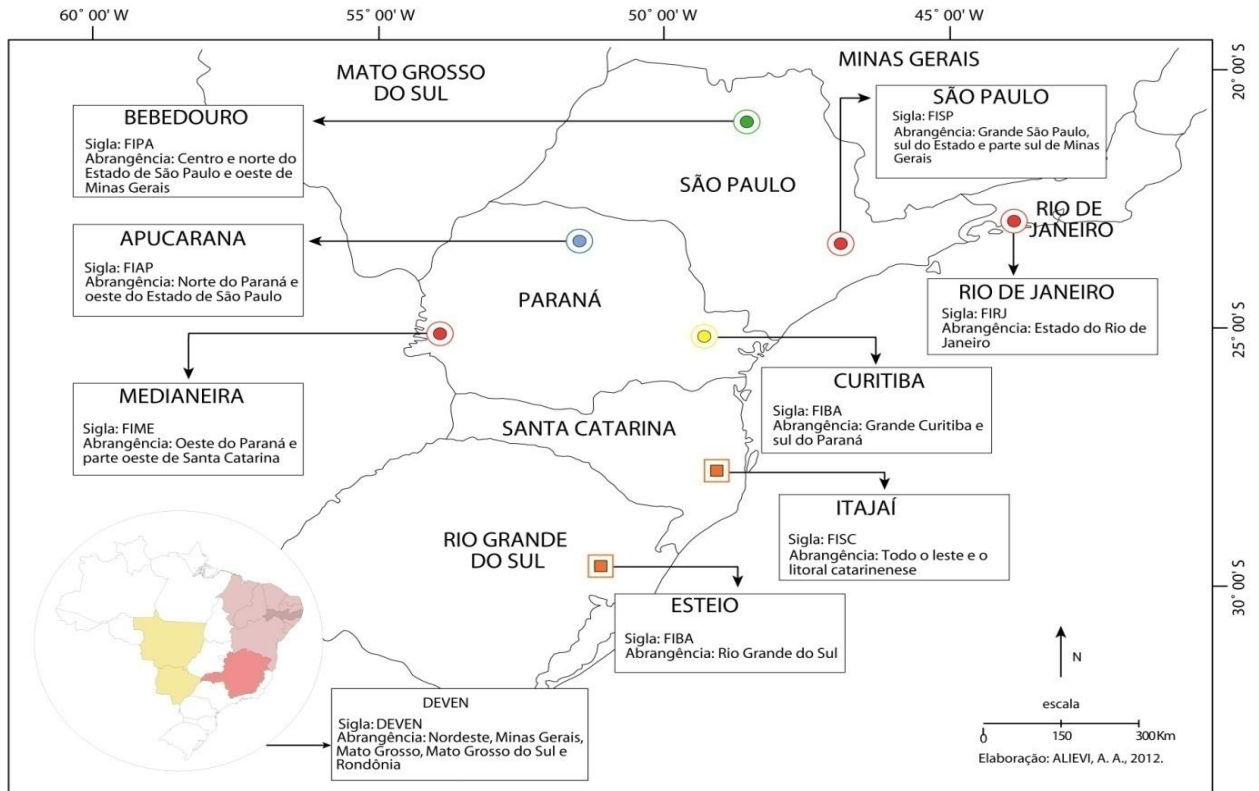 60° 00' W
55° 00' W
50° 00' W
45° 00' W
20° 00' S
25° 00' S
30° 00' S
MATO GROSSO
DO SUL
MINAS GERAIS
BEBEDOURO
Sigla: FIPA
Abrangência: Centro e norte do
Estado de São Paulo e oeste de
Minas Gerais
SÃO PAULO
Sigla: FISP
Abrangência: Grande São Paulo,
sul do Estado e parte sul de Minas
Gerais
SÃO PAULO
RIO DE
JANEIRO
APUCARANA
Sigla: FIAP
Abrangência: Norte do Paraná e
oeste do Estado de São Paulo
PARANÁ
RIO DE JANEIRO
Sigla: FIRJ
Abrangência: Estado do Rio de
Janeiro
MEDIANEIRA
Sigla: FIME
Abrangência: Oeste do Paraná e
parte oeste de Santa Catarina
CURITIBA
Sigla: FIBA
Abrangência: Grande Curitiba e
sul do Paraná
SANTA CATARINA
ITAJAÍ
Sigla: FISC
Abrangência: Todo o leste e o
litoral catarinenese
RIO GRANDE
DO SUL
ESTEIO
Sigla: FIBA
Abrangência: Rio Grande do Sul
DEVEN
Sigla: DEVEN
Abrangência: Nordeste, Minas Gerais,
Mato Grosso, Mato Grosso do Sul e
Rondônia
N
escala
0 150 300 Km
Elaboração: ALIEVI, A. A., 2012.